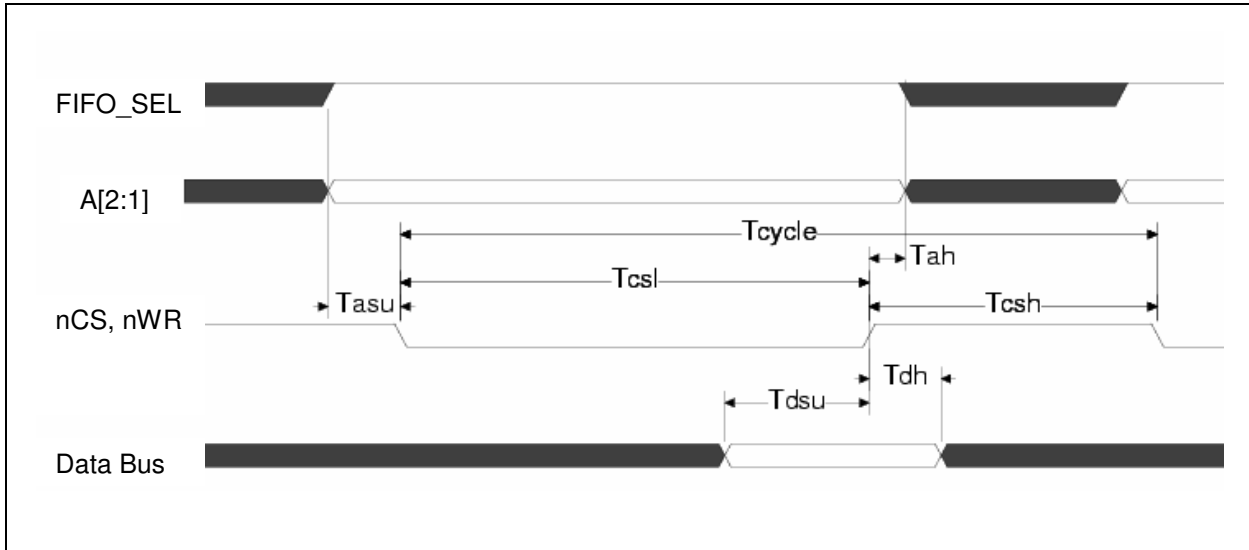 FIFO_SEL
A[2:1]
Tcycle
Tah
Tcsl
Tasu
Tcsh
nCS, nWR
Tdh
Tdsu
Data Bus